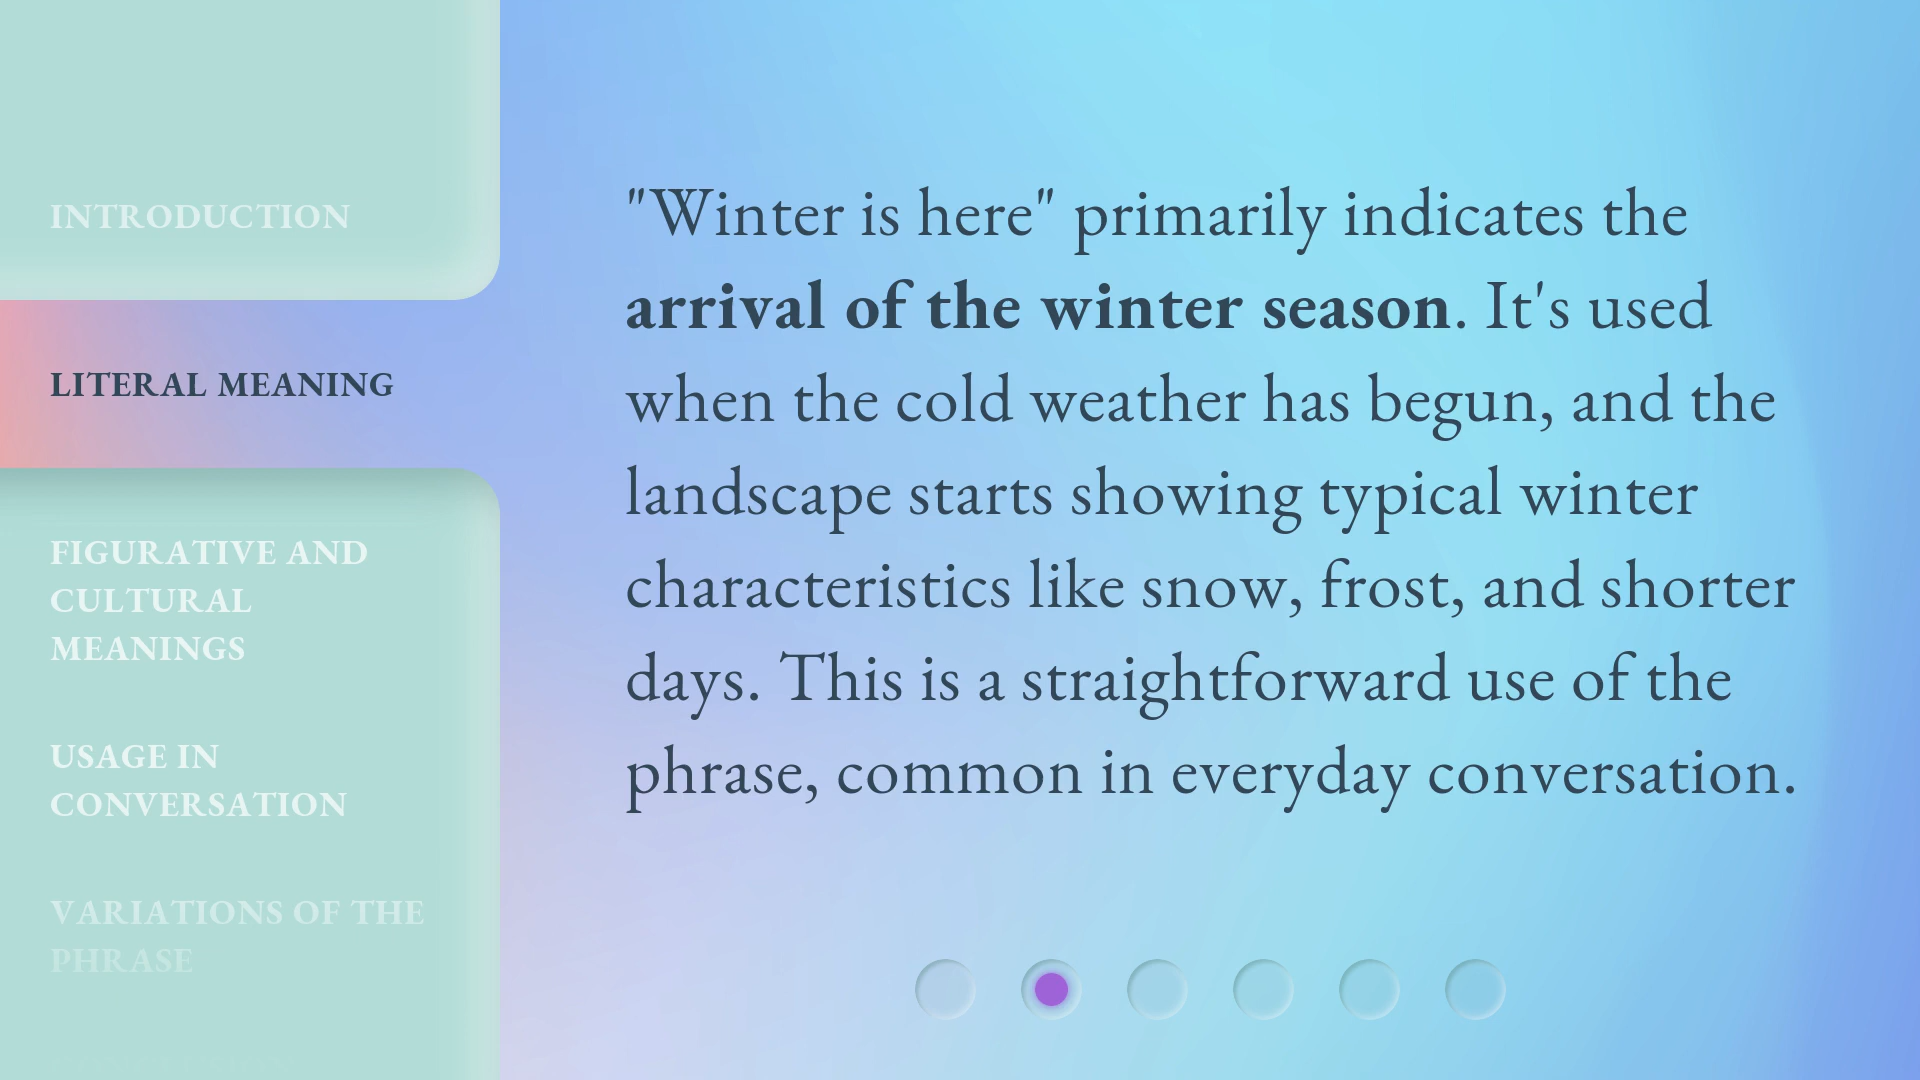 INTRODUCTION
LITERAL MEANING
FIGURATIVE AND
CULTURAL
MEANINGS
USAGE IN
CONVERSATION
VARIATIONS OF THE
PHRASE
"Winter is here" primarily indicates the
arrival of the winter season. It's used
when the cold weather has begun, and the
landscape starts showing typical winter
characteristics like snow, frost, and shorter
days. This is a straightforward use of the
phrase, common in everyday conversation.